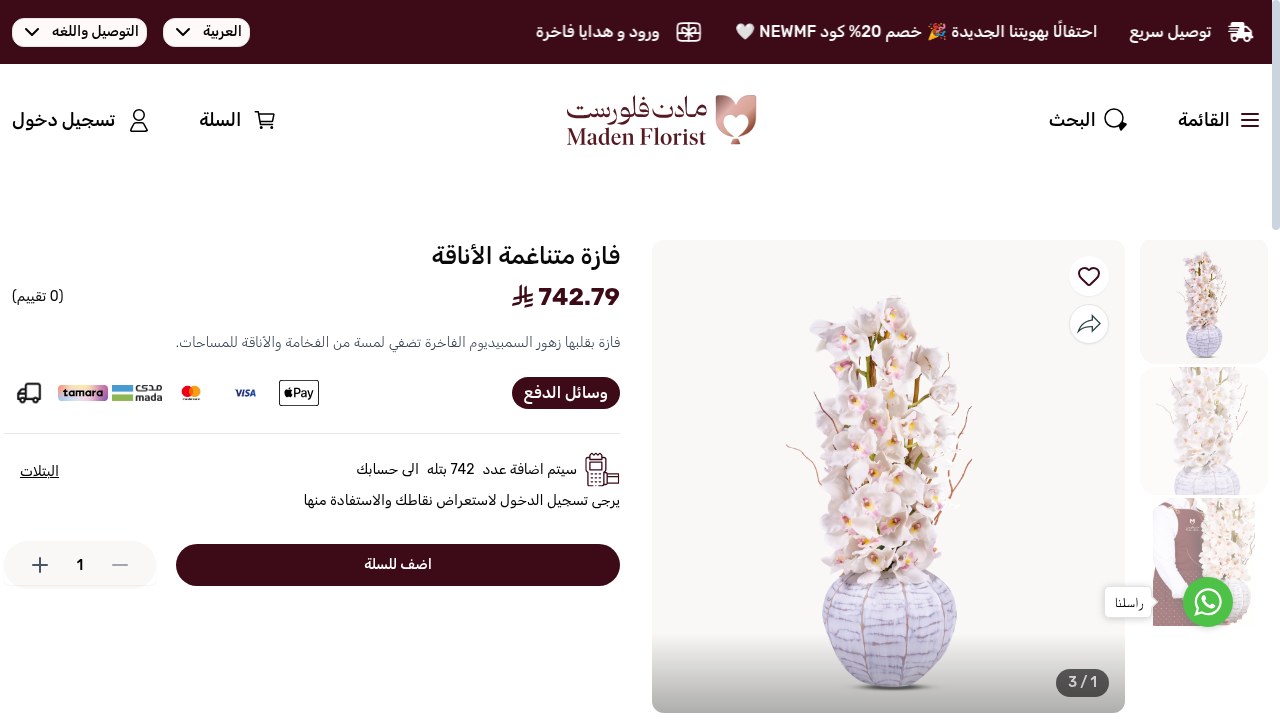 توصيل سريع
احتفالًا بهويتنا الجديدة 🎉 خصم 20% كود NEWMF 🤍
ورود و هدايا فاخرة
العربية
التوصيل واللغه
القائمة
البحث
مادن فلورست
Maden Florist
السلة
تسجيل دخول
فازة متناغمة الأناقة
742.79
(0 تقييم)
فازة بقلبها زهور السمبيديوم الفاخرة تضفي لمسة من الفخامة والأناقة للمساحات.
وسائل الدفع
Pay
VISA
مدى
mada
tamara
سيتم اضافة عدد 742 بتله الى حسابك
البتلات
يرجى تسجيل الدخول لاستعراض نقاطك والاستفادة منها
اضف للسلة
1
راسلنا
1 / 3